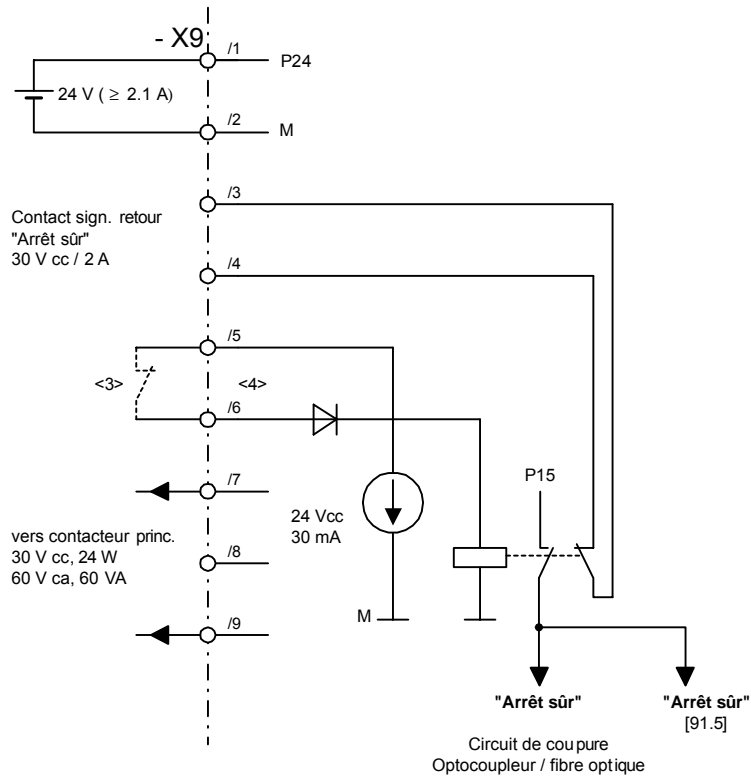 - X9
/1
P24
24 V ( ≥ 2.1 A)
/2
M
/3
Contact sign. retour
"Arrêt sûr"
30 V cc / 2 A
/4
/5
<3>
<4>
/6
/7
P15
24 Vcc
30 mA
vers contacteur princ.
30 V cc, 24 W
60 V ca, 60 VA
/8
M
/9
"Arrêt sûr"
"Arrêt sûr"
[91.5]
Circuit de coupure
Optocoupleur / fibre optique